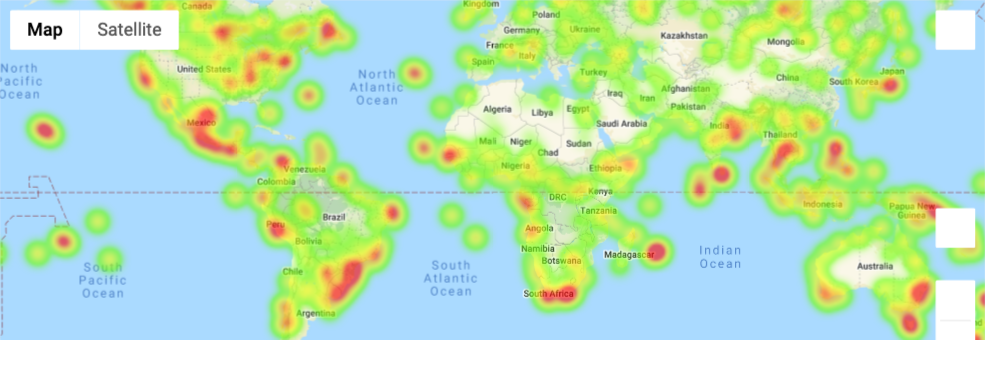 Canada
Kingdom
Poland
Map
Satellite
Germany
Ukraine
Kazakhstan
Mongolia
France
Italy
North
Pacific
Ocean
United States
Spain
North
Atlantic
Ocean
Turkey
China
South Korea
Japan
Iraq
Iran
Afghanistan
Pakistan
Algeria
Libya
Egypt
Saudi Arabia
Mexico
India
Thailand
Mali
Niger
Chad
Sudan
Venezuela
Nigeria
Ethiopia
Colombia
DRC
Kenya
Indonesia
Papua New
Guinea
Brazil
Tanzania
Peru
Angola
Bolivia
Namibia
Botswana
Madagascar
Indian
Ocean
South
Pacific
Ocean
Chile
South
Atlantic
Ocean
Australia
South Africa
Argentina